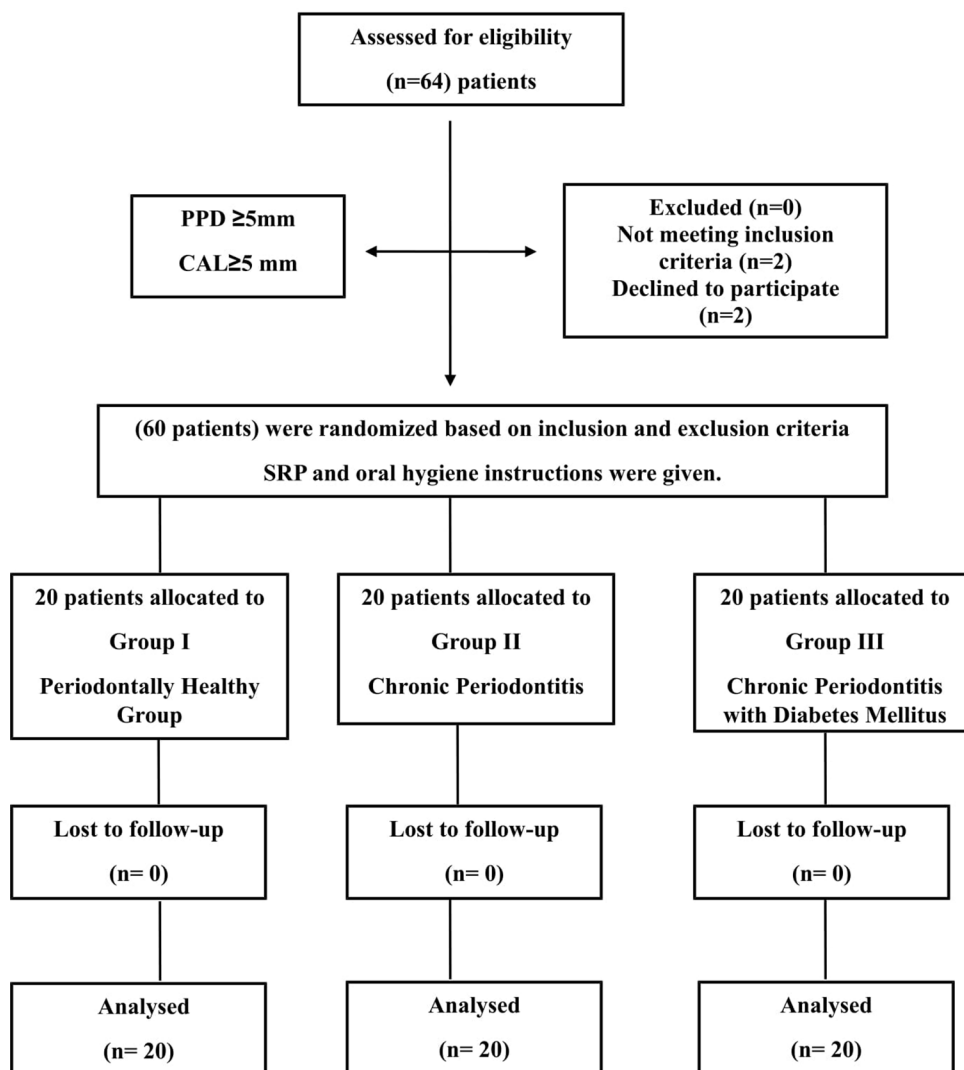 Assessed for eligibility
(n=64) patients
PPD ≥5mm
CAL≥5 mm
Excluded (n=0)
Not meeting inclusion
criteria (n=2)
Declined to participate
(n=2)
(60 patients) were randomized based on inclusion and exclusion criteria
SRP and oral hygiene instructions were given.
20 patients allocated to
Group I
Periodontally Healthy
Group
20 patients allocated to
Group II
Chronic Periodontitis
20 patients allocated to
Group III
Chronic Periodontitis
with Diabetes Mellitus
Lost to follow-up
(n= 0)
Lost to follow-up
(n= 0)
Lost to follow-up
(n= 0)
Analysed
(n= 20)
Analysed
(n= 20)
Analysed
(n= 20)